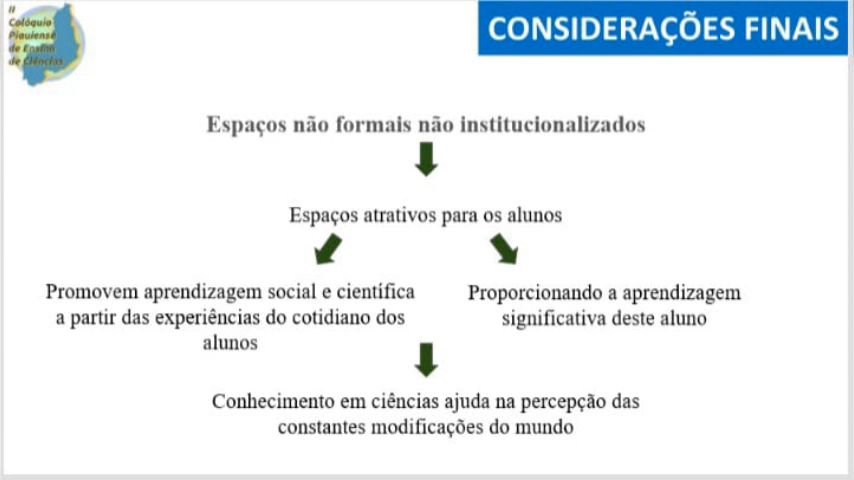 II
Colóquio
Piauiense
de Ensino
de Ciências
CONSIDERAÇÕES FINAIS
Espaços não formais não institucionalizados
Espaços atrativos para os alunos
Promovem aprendizagem social e científica
a partir das experiências do cotidiano dos
alunos
Proporcionando a aprendizagem
significativa deste aluno
Conhecimento em ciências ajuda na percepção das
constantes modificações do mundo